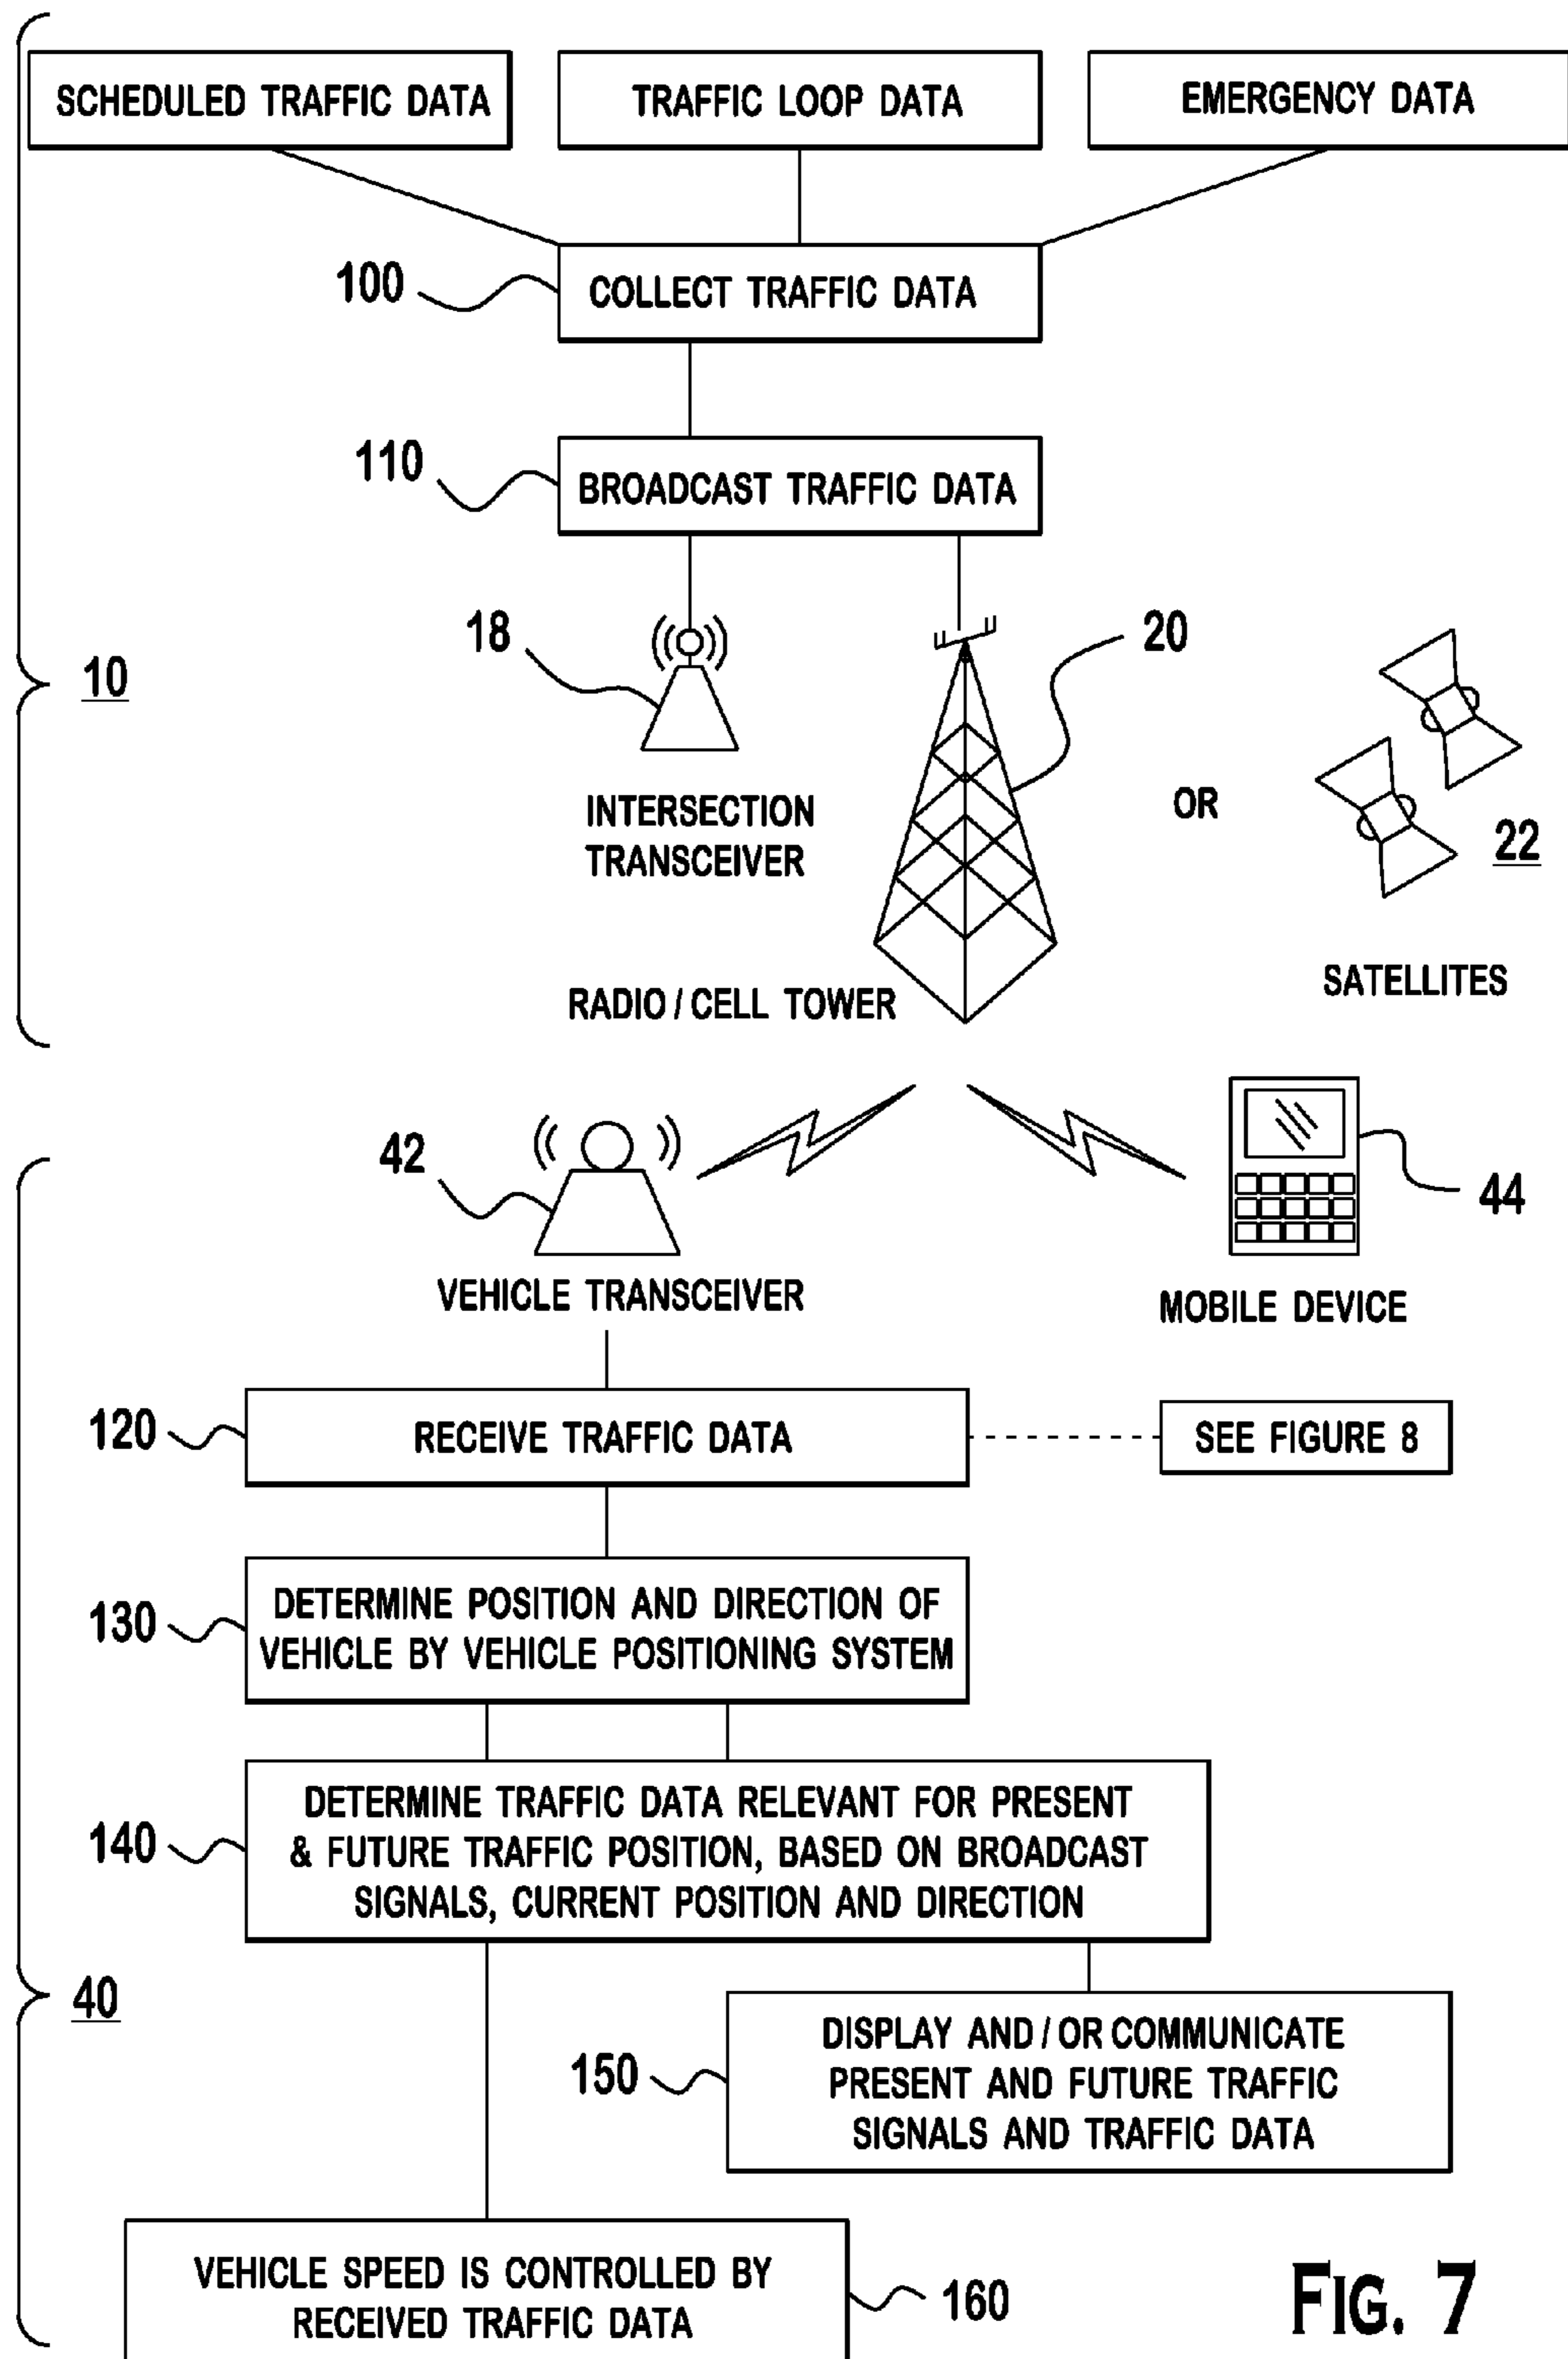 SCHEDULED TRAFFIC DATA
TRAFFIC LOOP DATA
EMERGENCY DATA
100
COLLECT TRAFFIC DATA
110
BROADCAST TRAFFIC DATA
18
20
10
INTERSECTION
TRANSCEIVER
OR
22
RADIO / CELL TOWER
SATELLITES
42
44
VEHICLE TRANSCEIVER
MOBILE DEVICE
120
RECEIVE TRAFFIC DATA
SEE FIGURE 8
130
DETERMINE POSITION AND DIRECTION OF
VEHICLE BY VEHICLE POSITIONING SYSTEM
140
DETERMINE TRAFFIC DATA RELEVANT FOR PRESENT
& FUTURE TRAFFIC POSITION, BASED ON BROADCAST
SIGNALS, CURRENT POSITION AND DIRECTION
40
150
DISPLAY AND / OR COMMUNICATE
PRESENT AND FUTURE TRAFFIC
SIGNALS AND TRAFFIC DATA
VEHICLE SPEED IS CONTROLLED BY
RECEIVED TRAFFIC DATA
160
FIG. 7